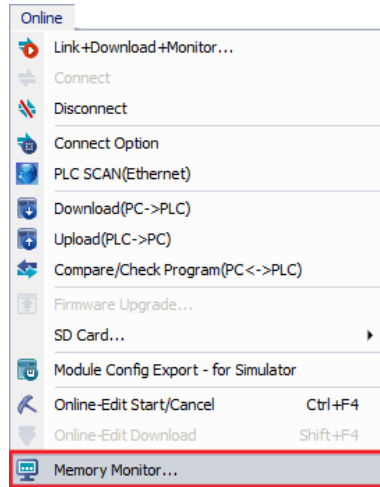 Online
Link+Download+Monitor...
Connect
Disconnect
Connect Option
PLC SCAN(Ethernet)
Download(PC->PLC)
Upload(PLC->PC)
Compare/Check Program(PC<->PLC)
Firmware Upgrade...
SD Card...
Module Config Export - for Simulator
Online-Edit Start/Cancel Ctrl+F4
Online-Edit Download Shift+F4
Memory Monitor...